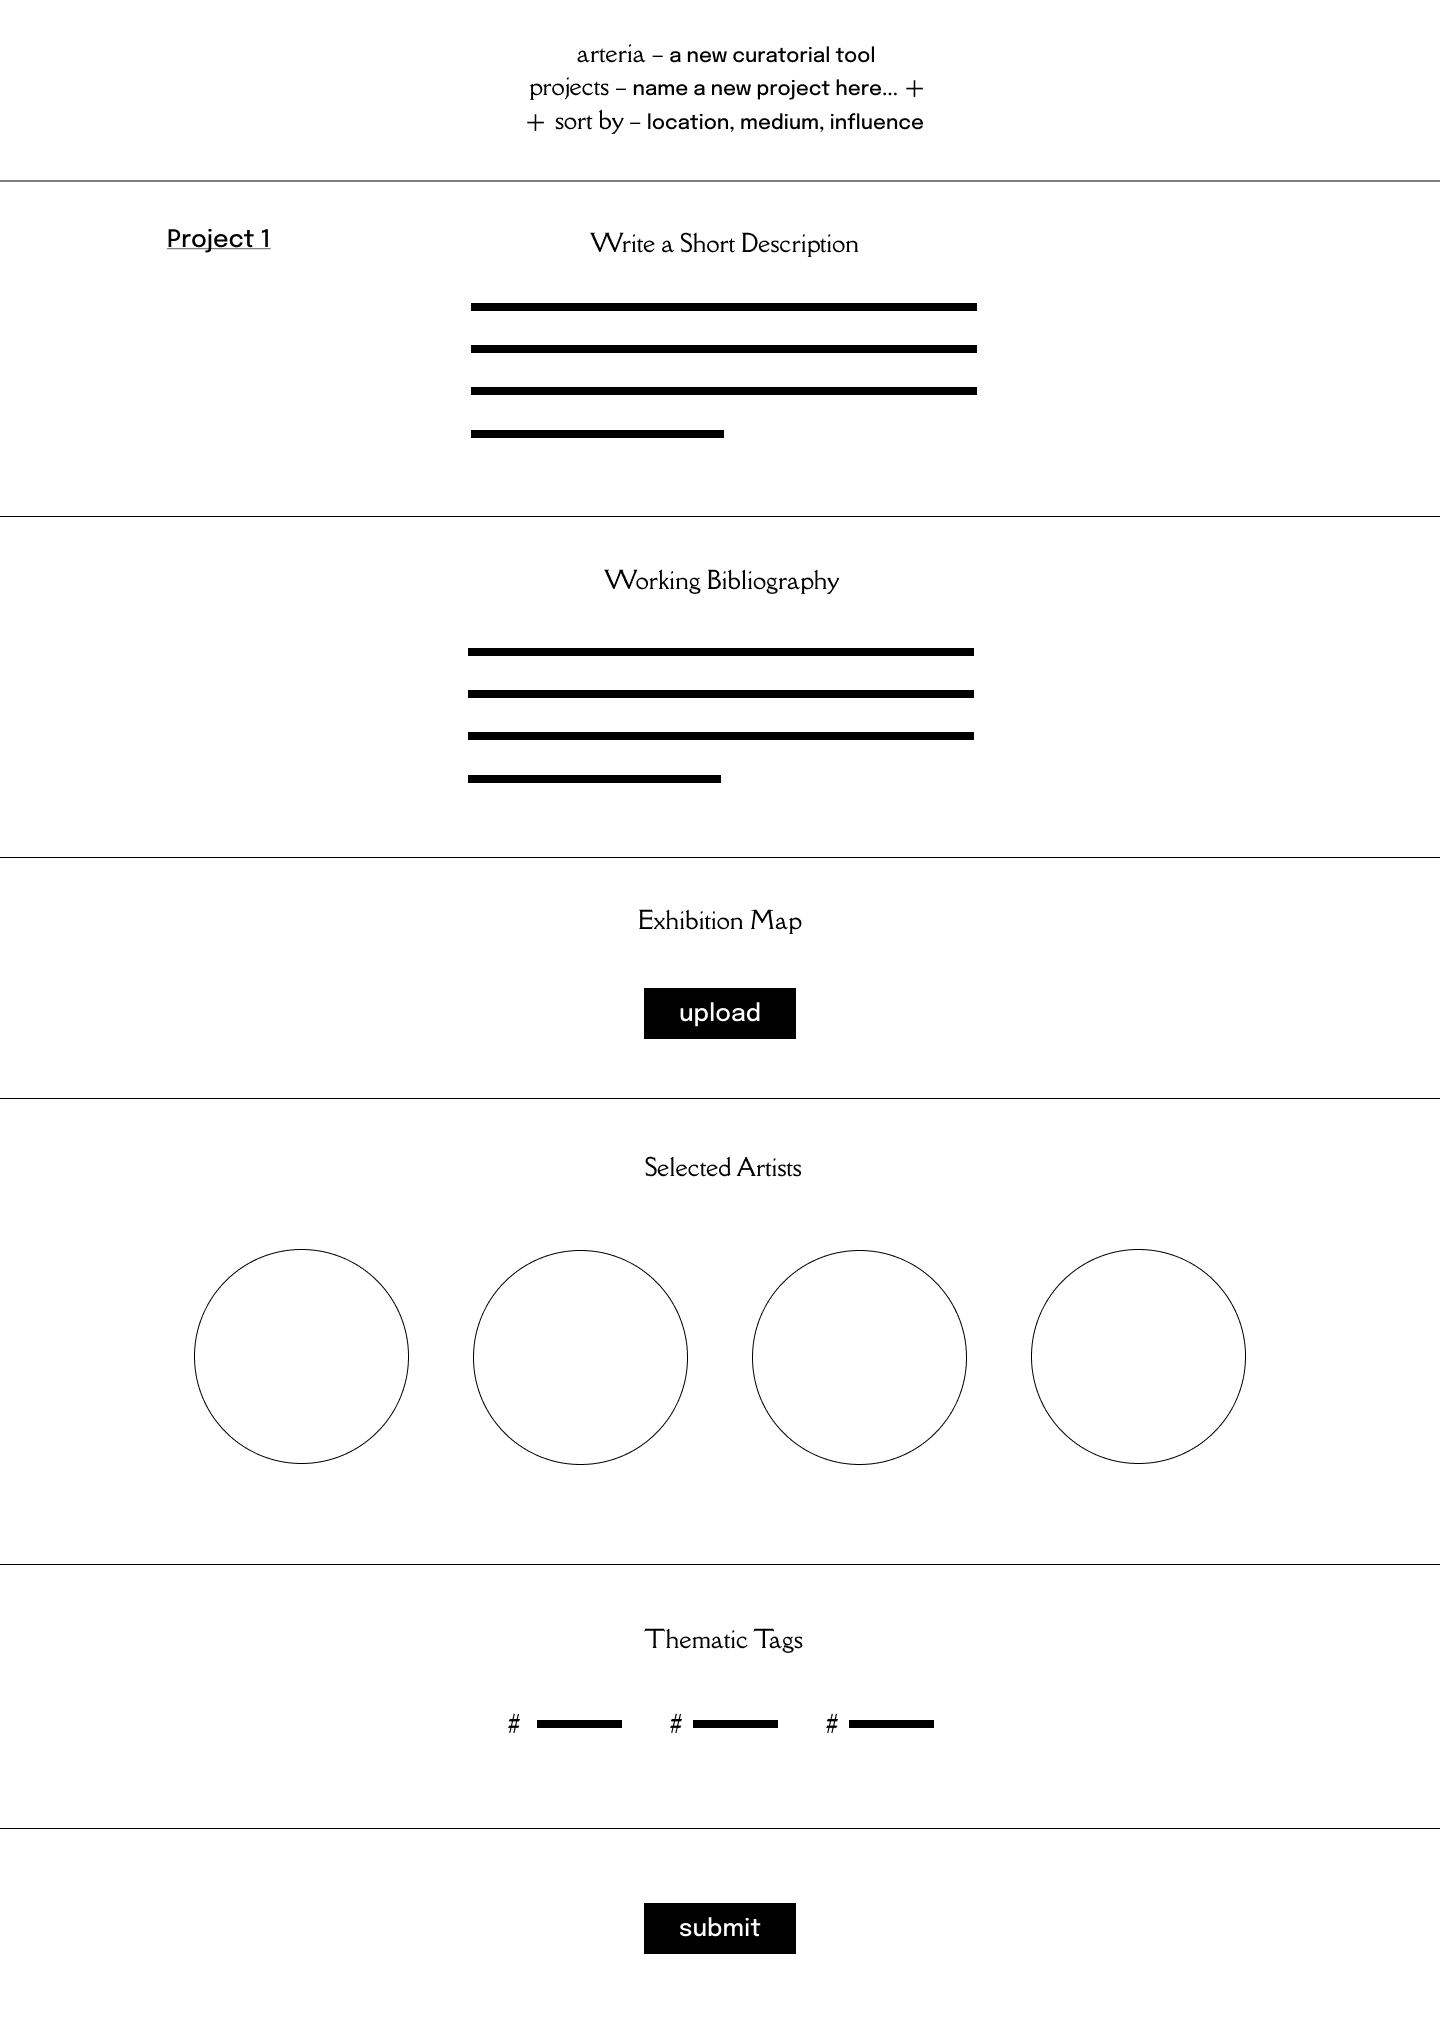 arteria – a new curatorial tool
projects – name a new project here... +
+ sort by – location, medium, influence
Project 1
Write a Short Description
Working Bibliography
Exhibition Map
upload
Selected Artists
Thematic Tags
# # #
submit